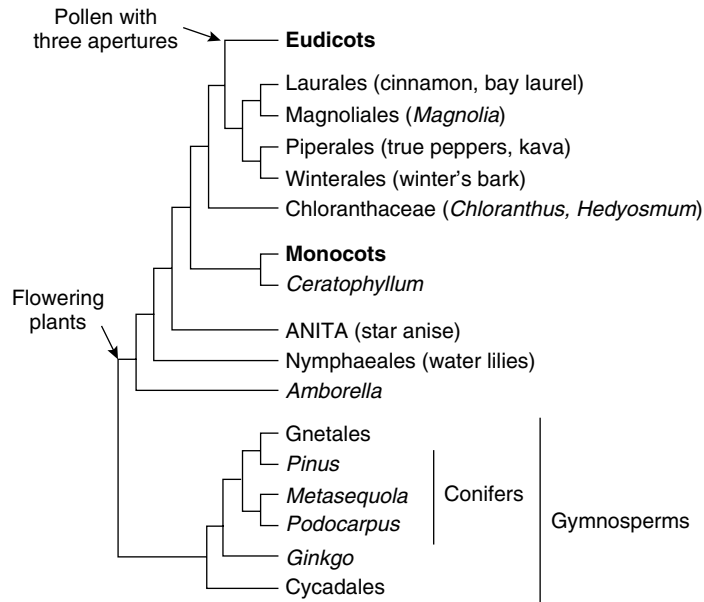 Pollen with
three apertures
Eudicots
Laurales (cinnamon, bay laurel)
Magnoliales (Magnolia)
Piperales (true peppers, kava)
Winterales (winter's bark)
Chloranthaceae (Chloranthus, Hedyosmum)
Monocots
Ceratophyllum
Flowering
plants
ANITA (star anise)
Nymphaeales (water lilies)
Amborella
Gnetales
Pinus
Metasequola
Podocarpus
Conifers
Gymnosperms
Ginkgo
Cycadales